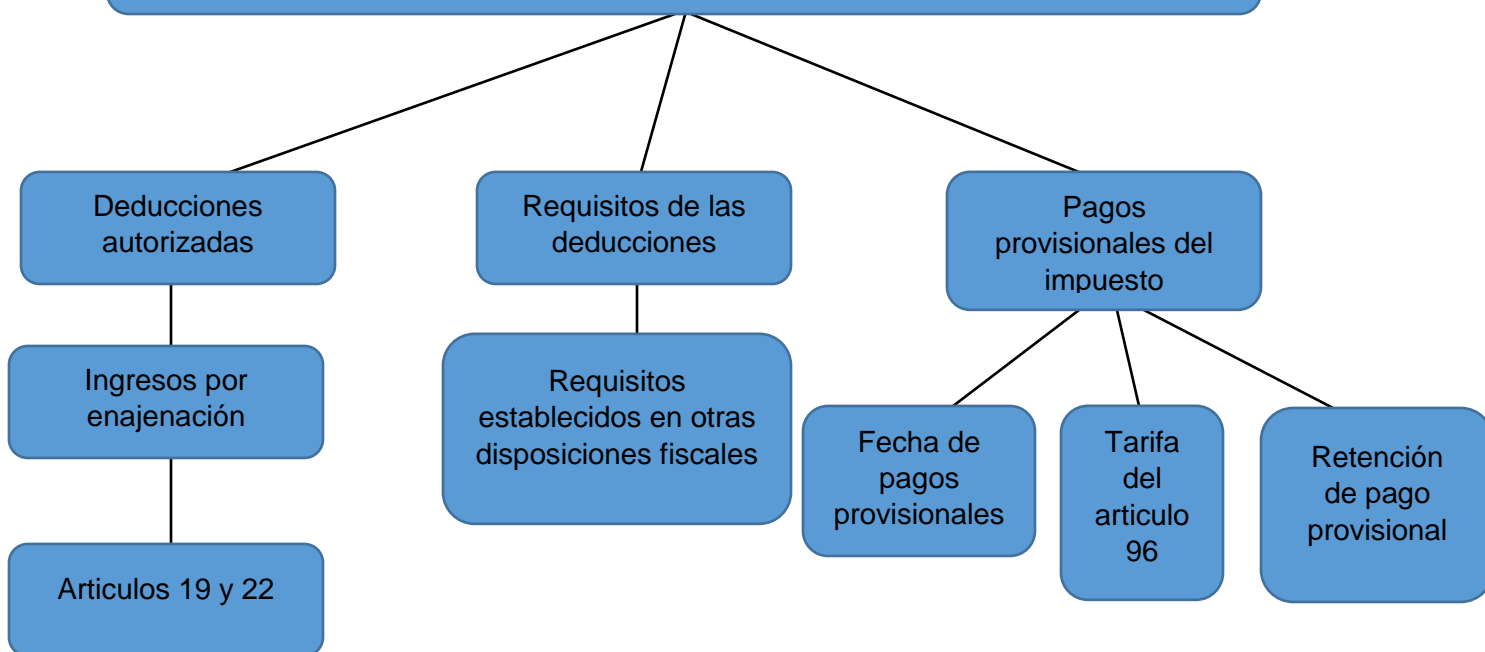 Deducciones
autorizadas
Requisitos de las
deducciones
Pagos
provisionales del
impuesto
Ingresos por
enajenación
Requisitos
establecidos en otras
disposiciones fiscales
Fecha de
pagos
provisionales
Tarifa
del
articulo
96
Retención
de pago
provisional
Articulos 19 y 22